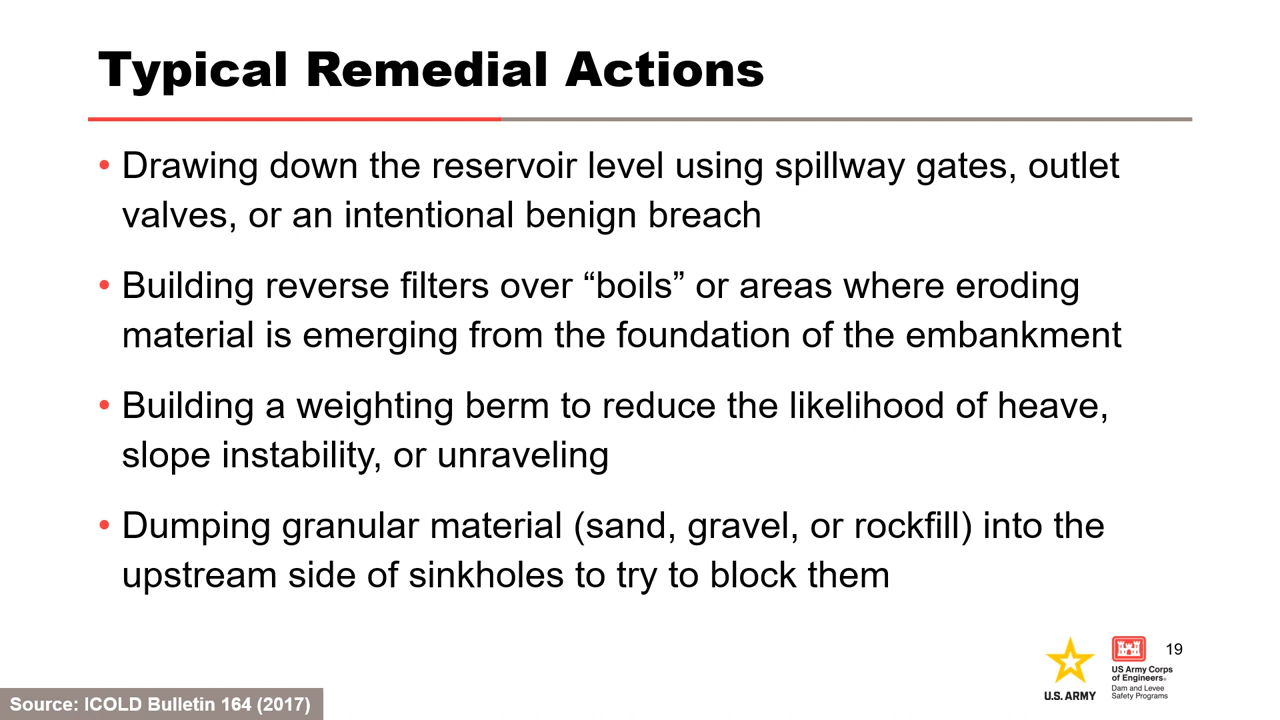 Typical Remedial Actions
• Drawing down the reservoir level using spillway gates, outlet
valves, or an intentional benign breach
• Building reverse filters over “boils” or areas where eroding
material is emerging from the foundation of the embankment
• Building a weighting berm to reduce the likelihood of heave,
slope instability, or unraveling
• Dumping granular material (sand, gravel, or rockfill) into the
upstream side of sinkholes to try to block them
19
U.S. ARMY
US Army Corps
of Engineers®
Dam and Levee
Safety Programs
Source: ICOLD Bulletin 164 (2017)